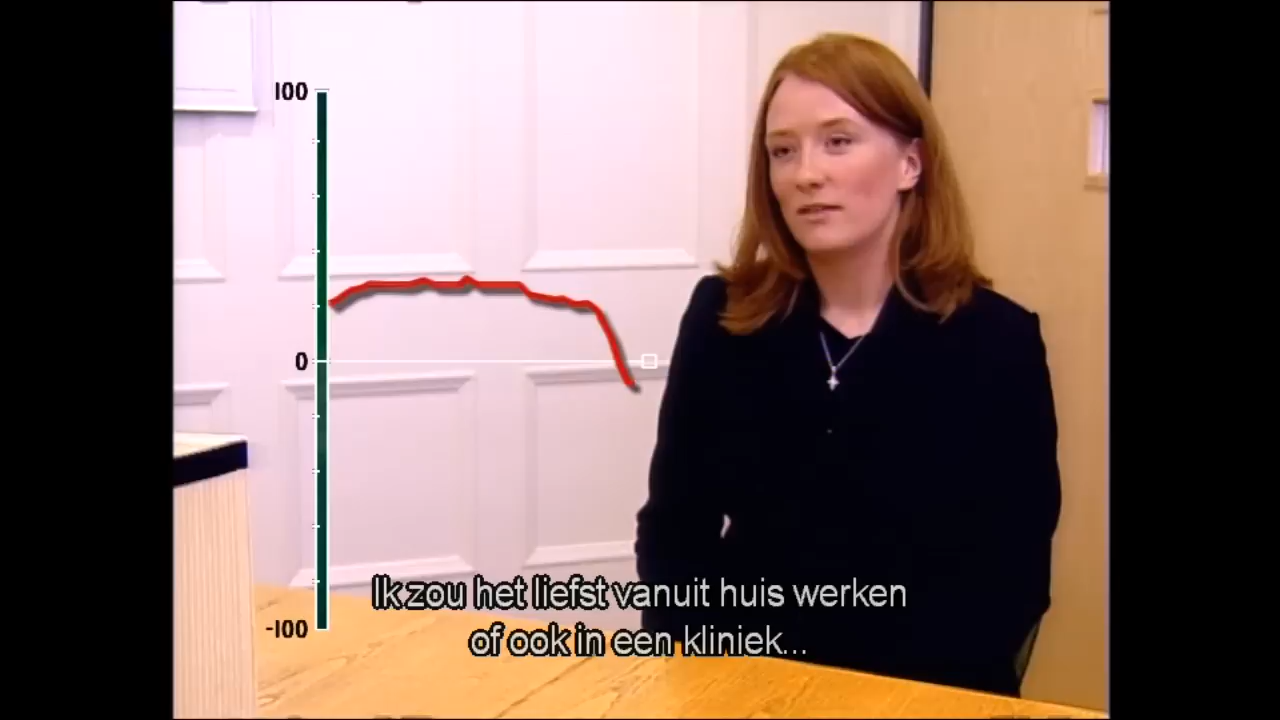 100
0
-100
Ik zou het liefst vanuit huis werken
of ook in een kliniek...